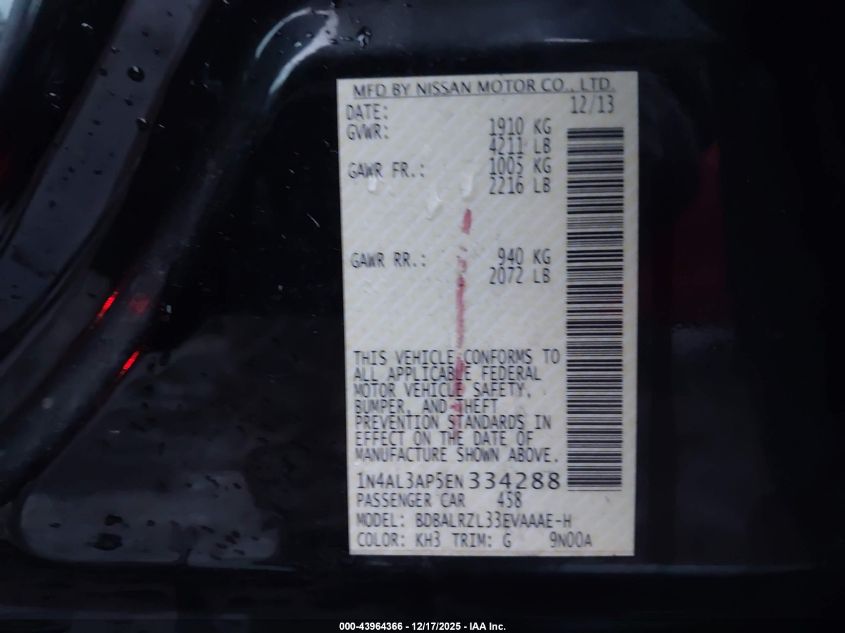 MFD BY NISSAN MOTOR CO., LTD.
DATE: 12/13
GVWR: 1910 KG
4211 LB
GAWR FR.: 1005 KG
2216 LB
GAWR RR.: 940 KG
2072 LB
THIS VEHICLE CONFORMS TO
ALL APPLICABLE FEDERAL
MOTOR VEHICLE SAFETY,
BUMPER, AND THEFT
PREVENTION STANDARDS IN
EFFECT ON THE DATE OF
MANUFACTURE SHOWN ABOVE.
1N4AL3AP5EN334288
PASSENGER CAR 458
MODEL: BDBALRZL33EVAAAE-H
COLOR: KH3 TRIM: G 9N00A
000-43964366 - 12/17/2025 - IAA Inc.